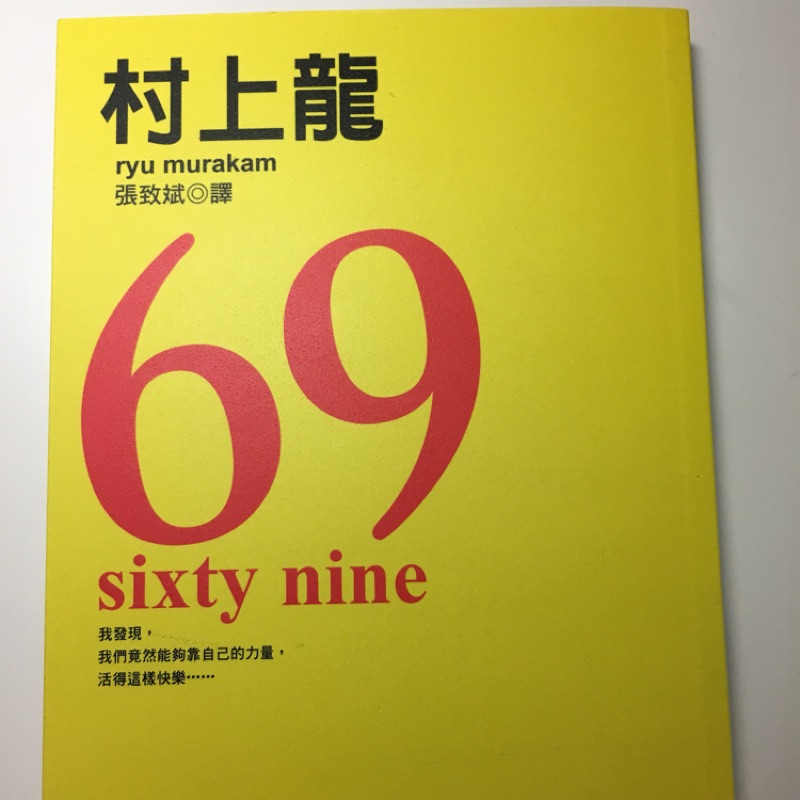 村上龍
ryu murakam
張致斌◎譯
69
sixty nine
我發現，
我們竟然能夠靠自己的力量，
活得這樣快樂⋯⋯